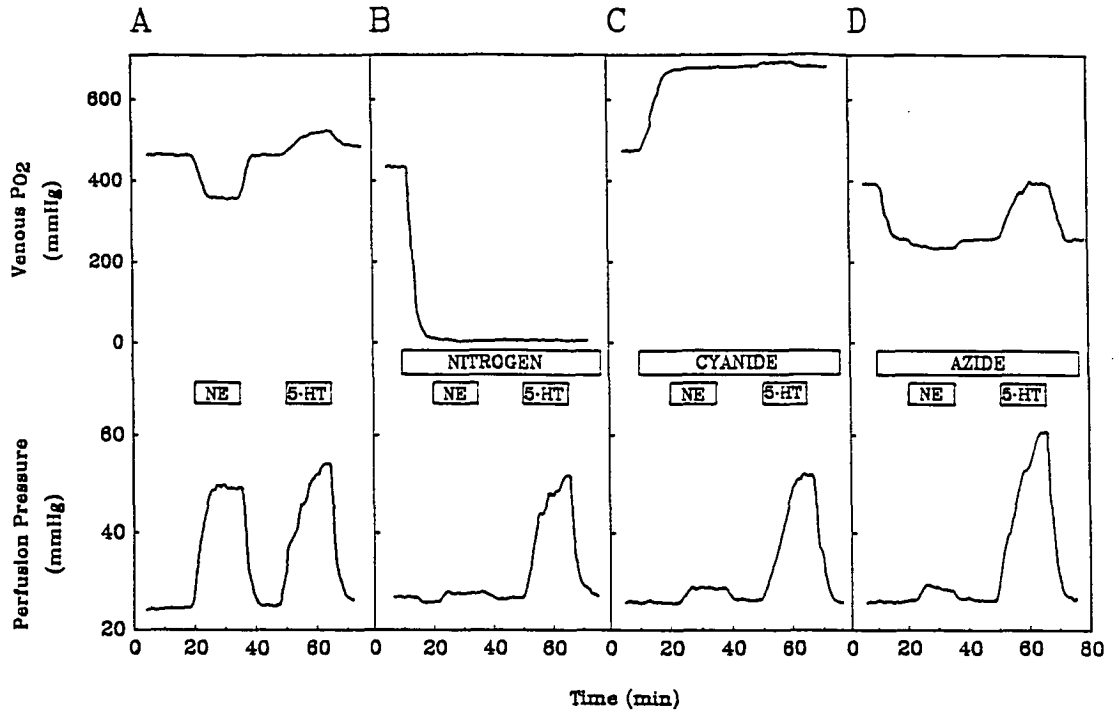 A B C D
Venous PO2
(mmHg)
600
400
200
0
NITROGEN CYANIDE AZIDE
NE 5-HT NE 5-HT NE 5-HT NE 5-HT
Perfusion Pressure
(mmHg)
60
40
20
0 20 40 60 0 20 40 60 0 20 40 60 0 20 40 60 80
Time (min)